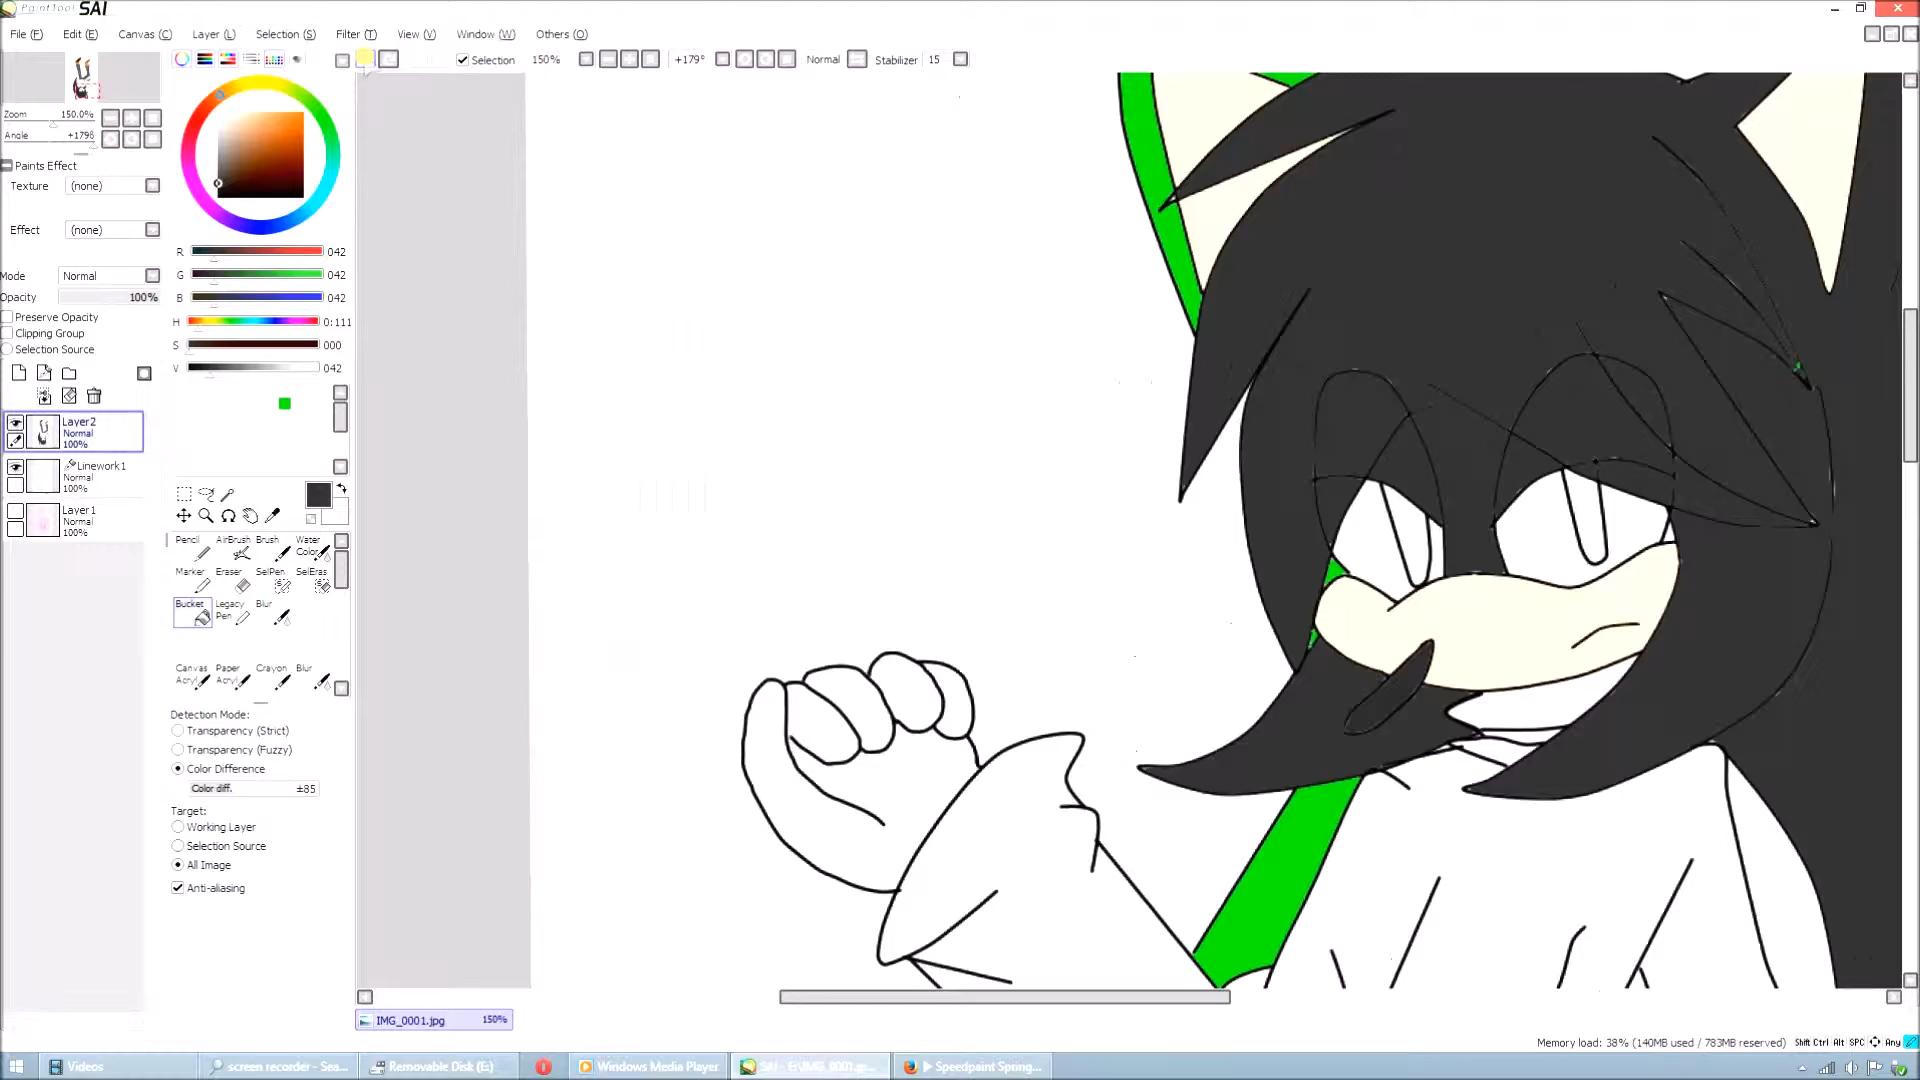 PaintTool SAI
File (F) Edit (E) Canvas (C) Layer (L) Selection (S) Filter (T) View (V) Window (W) Others (O)
Selection 150% +179° Normal Stabilizer 15
Zoom 150.0%
Angle +179δ
Paints Effect
Texture (none)
Effect (none)
Mode Normal
Opacity 100%
Preserve Opacity
Clipping Group
Selection Source
R 042
G 042
B 042
H 0:111
S 000
V 042
Layer2
Normal
100%
Linework1
Normal
100%
Layer1
Normal
100%
Pencil AirBrush Brush Water Color
Marker Eraser SelPen SelEras
Bucket Legacy Pen Blur
Canvas Acryl Paper Acryl Crayon Blur
Detection Mode:
Transparency (Strict)
Transparency (Fuzzy)
Color Difference
Color diff. ±85
Target:
Working Layer
Selection Source
All Image
Anti-aliasing
IMG_0001.jpg 150%
Memory load: 38% (140MB used / 783MB reserved) Shift Ctrl Alt SPC Any
Videos screen recorder - Sea... Removable Disk (E:) Windows Media Player SAI - E:\IMG_0001.jp... Speedpaint Spring...